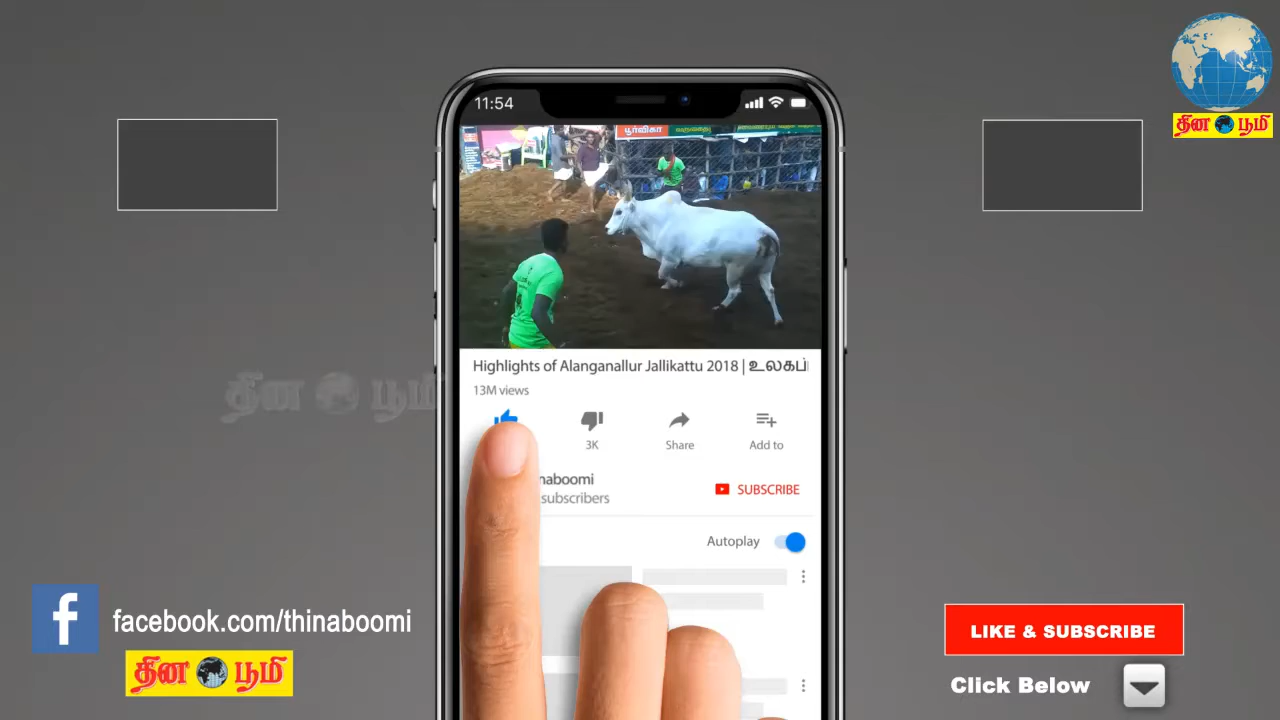 தின பூமி
11:54
பூர்விகா
Highlights of Alanganallur Jallikattu 2018 | உலகப்
13M views
3K
Share
Add to
naboomi
subscribers
SUBSCRIBE
Autoplay
தின பூமி
f
facebook.com/thinaboomi
தின பூமி
LIKE & SUBSCRIBE
Click Below